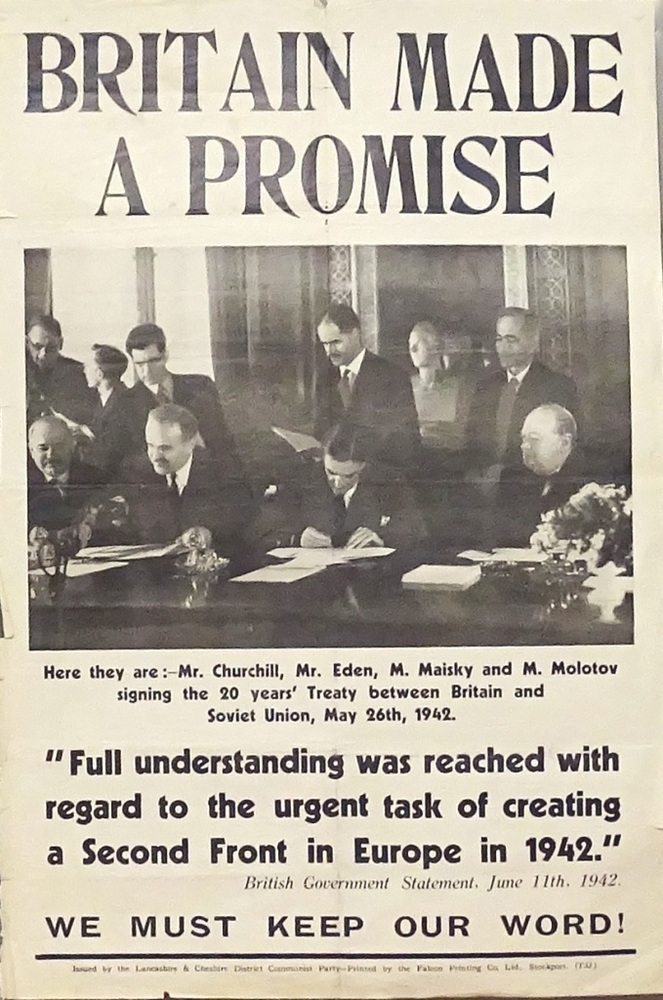 BRITAIN MADE
A PROMISE
Here they are:—Mr. Churchill, Mr. Eden, M. Maisky and M. Molotov
signing the 20 years' Treaty between Britain and
Soviet Union, May 26th, 1942.
"Full understanding was reached with
regard to the urgent task of creating
a Second Front in Europe in 1942."
British Government Statement, June 11th, 1942.
WE MUST KEEP OUR WORD!
Issued by the Lancashire & Cheshire District Communist Party—Printed by the Falcon Printing Co. Ltd., Stockport. (T.U.)